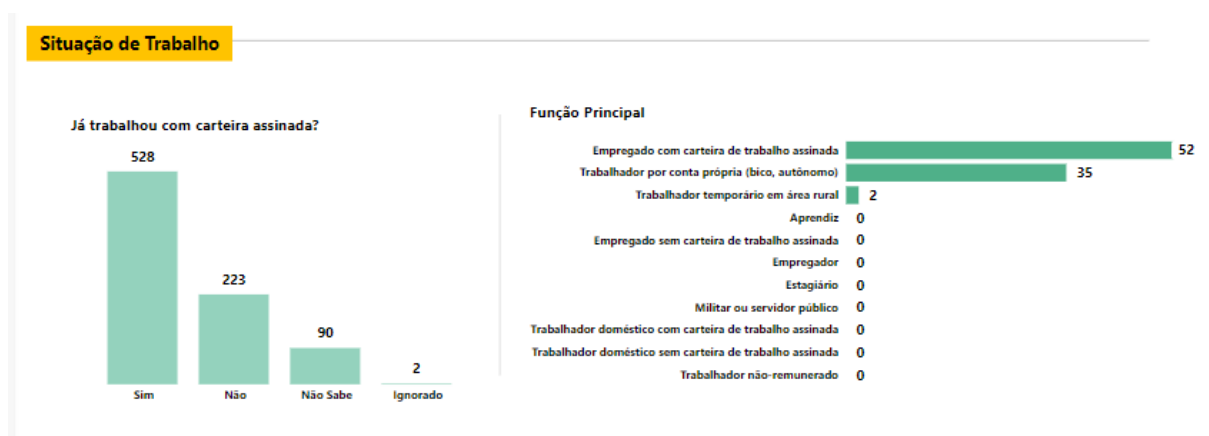 Situação de Trabalho
Já trabalhou com carteira assinada?
528
223
90
2
Sim
Não
Não Sabe
Ignorado
Função Principal
Empregado com carteira de trabalho assinada 52
Trabalhador por conta própria (bico, autônomo) 35
Trabalhador temporário em área rural 2
Aprendiz 0
Empregado sem carteira de trabalho assinada 0
Empregador 0
Estagiário 0
Militar ou servidor público 0
Trabalhador doméstico com carteira de trabalho assinada 0
Trabalhador doméstico sem carteira de trabalho assinada 0
Trabalhador não-remunerado 0